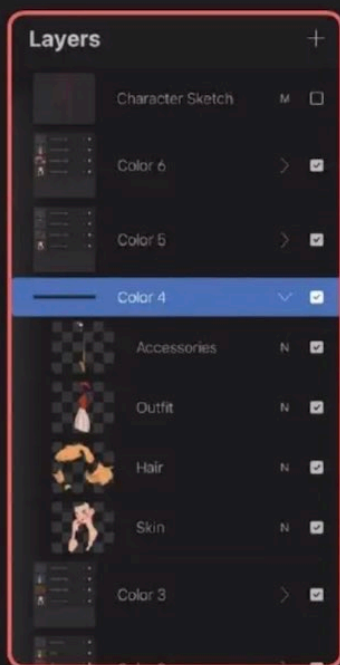 Layers +
Character Sketch M
Color 6
Color 5
Color 4
Accessories N
Outfit N
Hair N
Skin N
Color 3